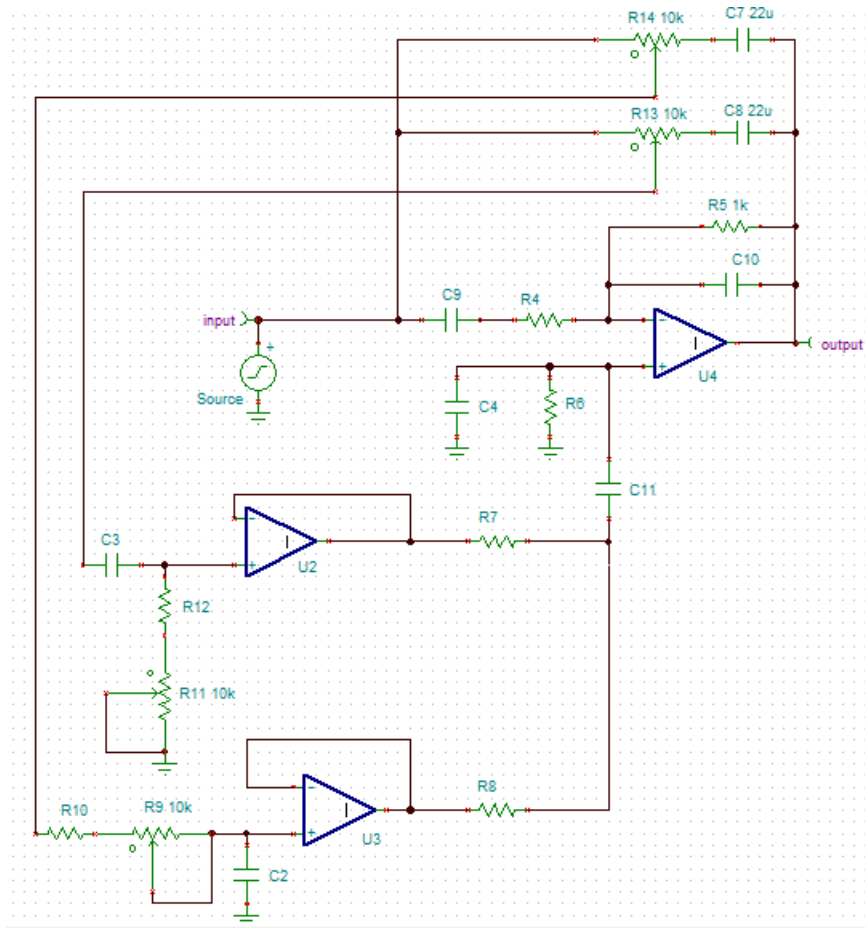 R14 10k C7 22u
R13 10k C8 22u
R5 1k
C10
C9 R4
input
+
-
output
Source
+
U4
C4 R6
C11
-
R7
C3
+
U2
R12
R11 10k
-
R8
R10 R9 10k
+
U3
C2